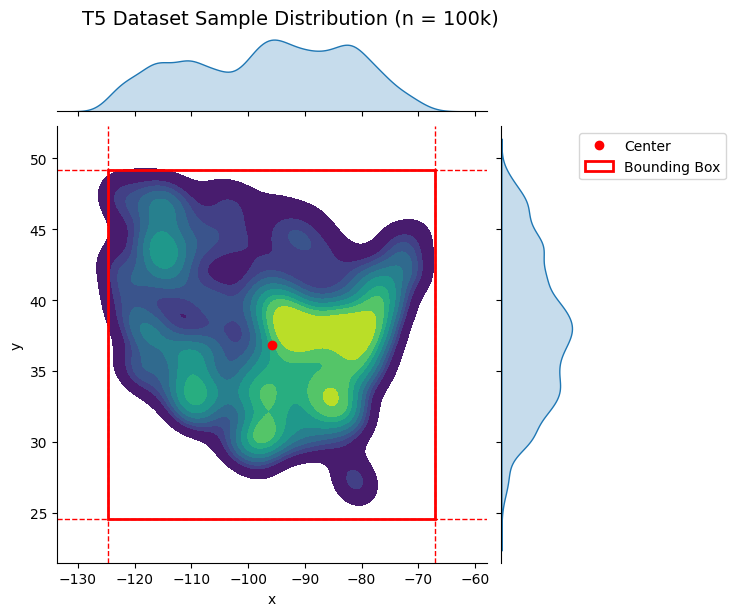 T5 Dataset Sample Distribution (n = 100k)
Center
Bounding Box
50
45
40
35
30
25
y
−130
−120
−110
−100
−90
−80
−70
−60
x